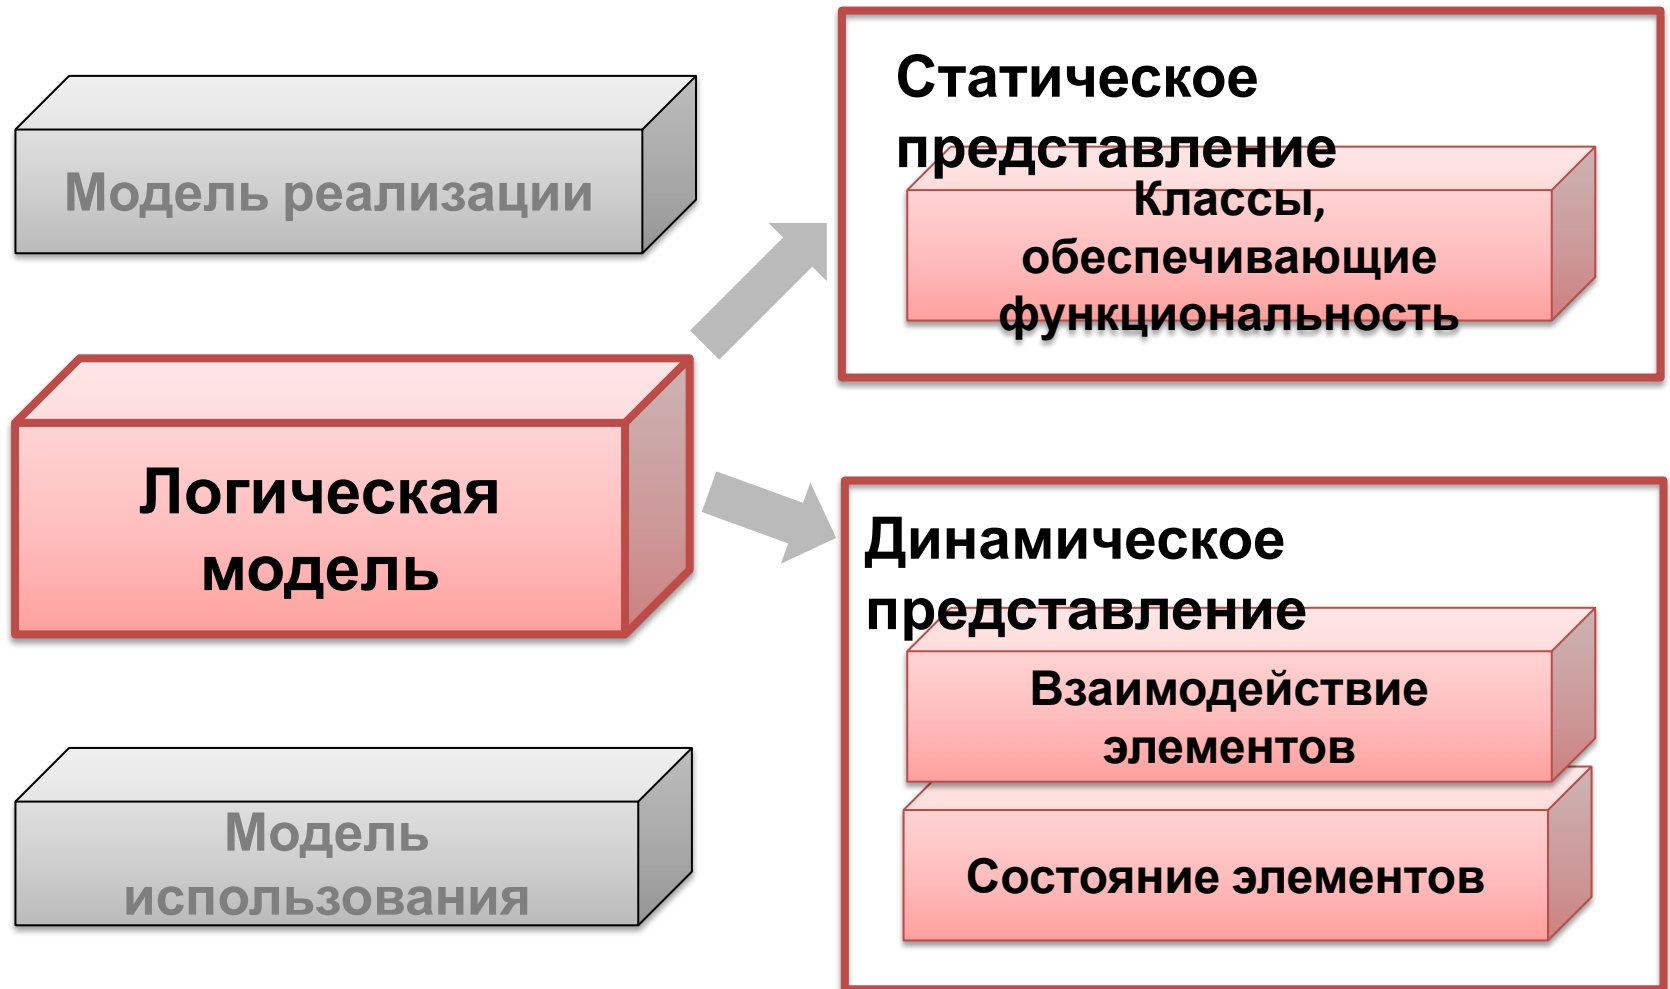 Модель реализации
Логическая
модель
Модель
использования
Статическое
представление
Классы,
обеспечивающие
функциональность
Динамическое
представление
Взаимодействие
элементов
Состояние элементов